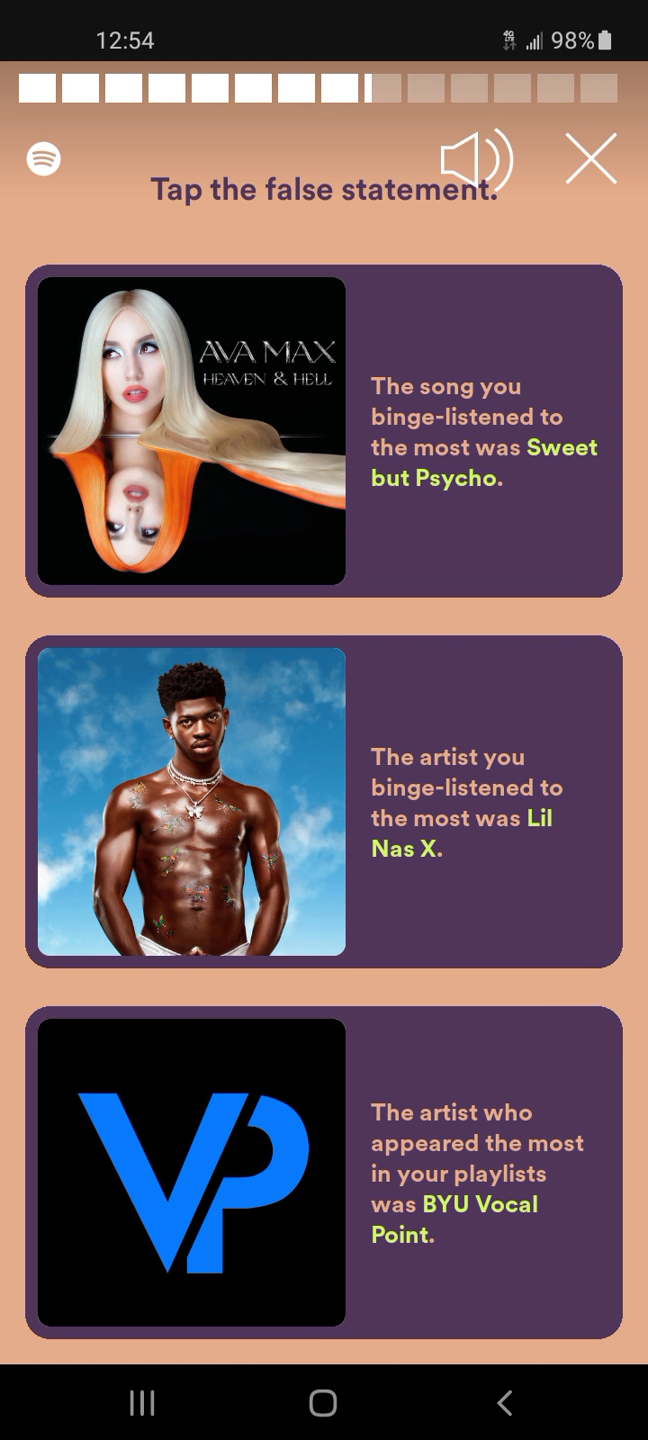 12:54
4G
LTE
98%
Tap the false statement.
AVA MAX
HEAVEN & HELL
The song you
binge-listened to
the most was Sweet
but Psycho.
The artist you
binge-listened to
the most was Lil
Nas X.
VP
The artist who
appeared the most
in your playlists
was BYU Vocal
Point.